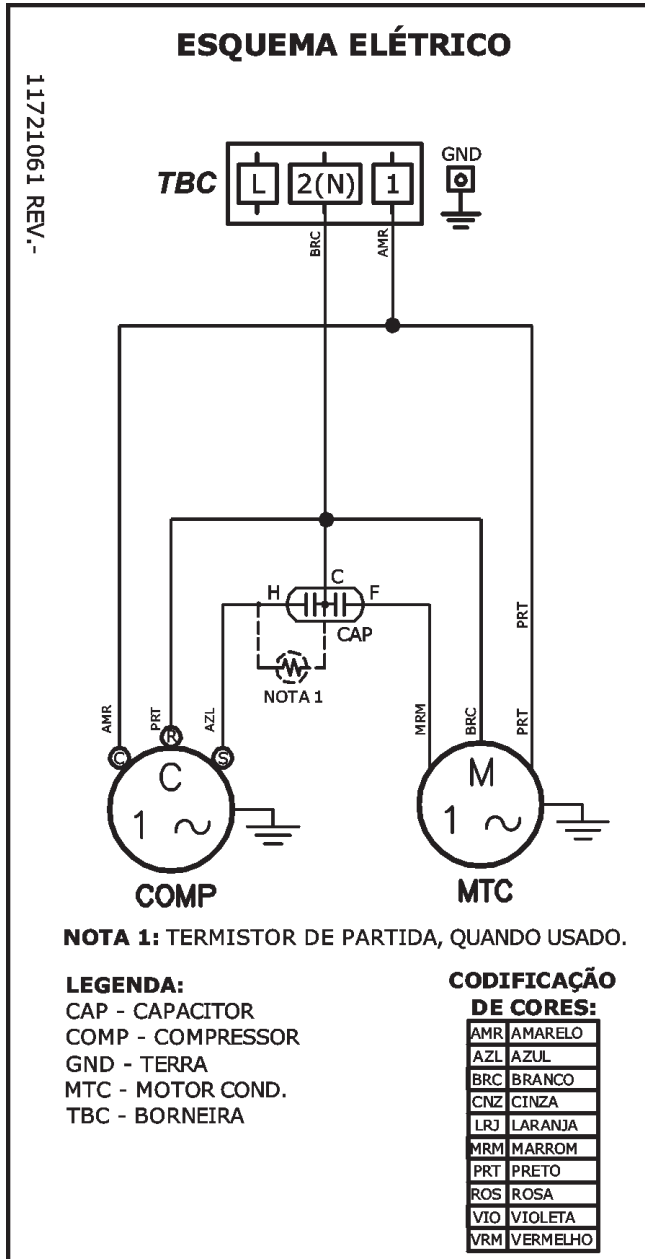 ESQUEMA ELÉTRICO
11721061 REV.-
TBC
L
2(N)
1
GND
BRC
AMR
C
H
F
CAP
NOTA 1
PRT
AMR
PRT
AZL
MRM
BRC
PRT
C
R
S
C
1
M
1
COMP
MTC
NOTA 1: TERMISTOR DE PARTIDA, QUANDO USADO.
LEGENDA:
CAP - CAPACITOR
COMP - COMPRESSOR
GND - TERRA
MTC - MOTOR COND.
TBC - BORNEIRA
CODIFICAÇÃO
DE CORES:
AMR AMARELO
AZL AZUL
BRC BRANCO
CNZ CINZA
LRJ LARANJA
MRM MARROM
PRT PRETO
ROS ROSA
VIO VIOLETA
VRM VERMELHO